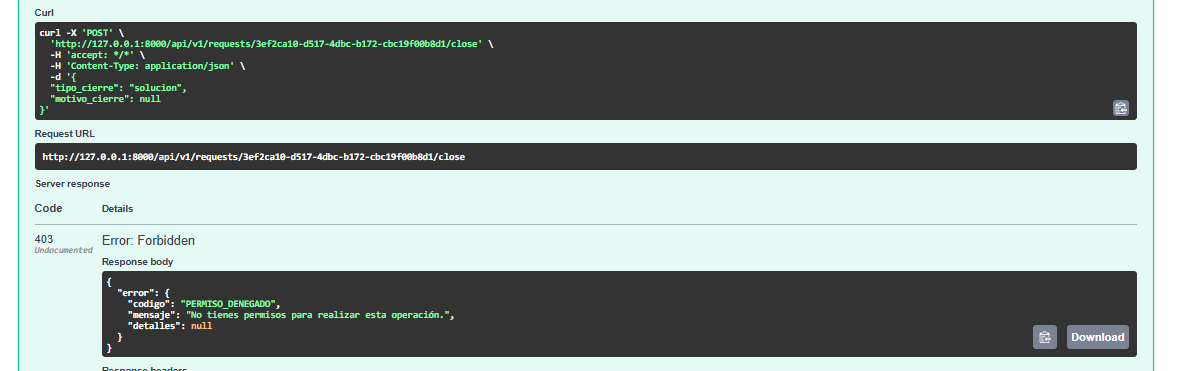 Curl
curl -X 'POST' \
'http://127.0.0.1:8000/api/v1/requests/3ef2ca10-d517-4dbc-b172-cbc19f00b8d1/close' \
-H 'accept: */*' \
-H 'Content-Type: application/json' \
-d '{
"tipo_cierre": "solucion",
"motivo_cierre": null
}'
Request URL
http://127.0.0.1:8000/api/v1/requests/3ef2ca10-d517-4dbc-b172-cbc19f00b8d1/close
Server response
Code Details
403 Error: Forbidden
Undocumented
Response body
{
"error": {
"codigo": "PERMISO_DENEGADO",
"mensaje": "No tienes permisos para realizar esta operación.",
"detalles": null
}
}
Download
Response headers